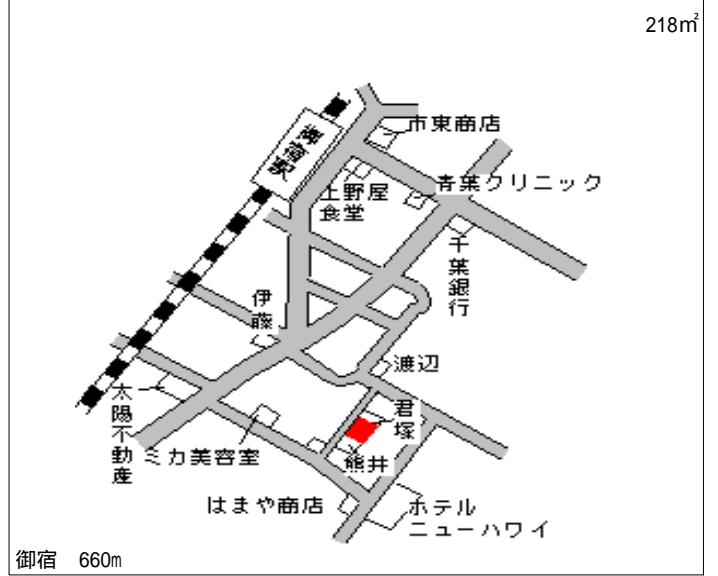 218㎡
御宿駅
市東商店
上野屋
食堂
青葉クリニック
千葉銀行
伊藤
渡辺
太陽不動産
君塚
ミカ美容室
熊井
はまや商店
ホテル
ニューハワイ
御宿 660m